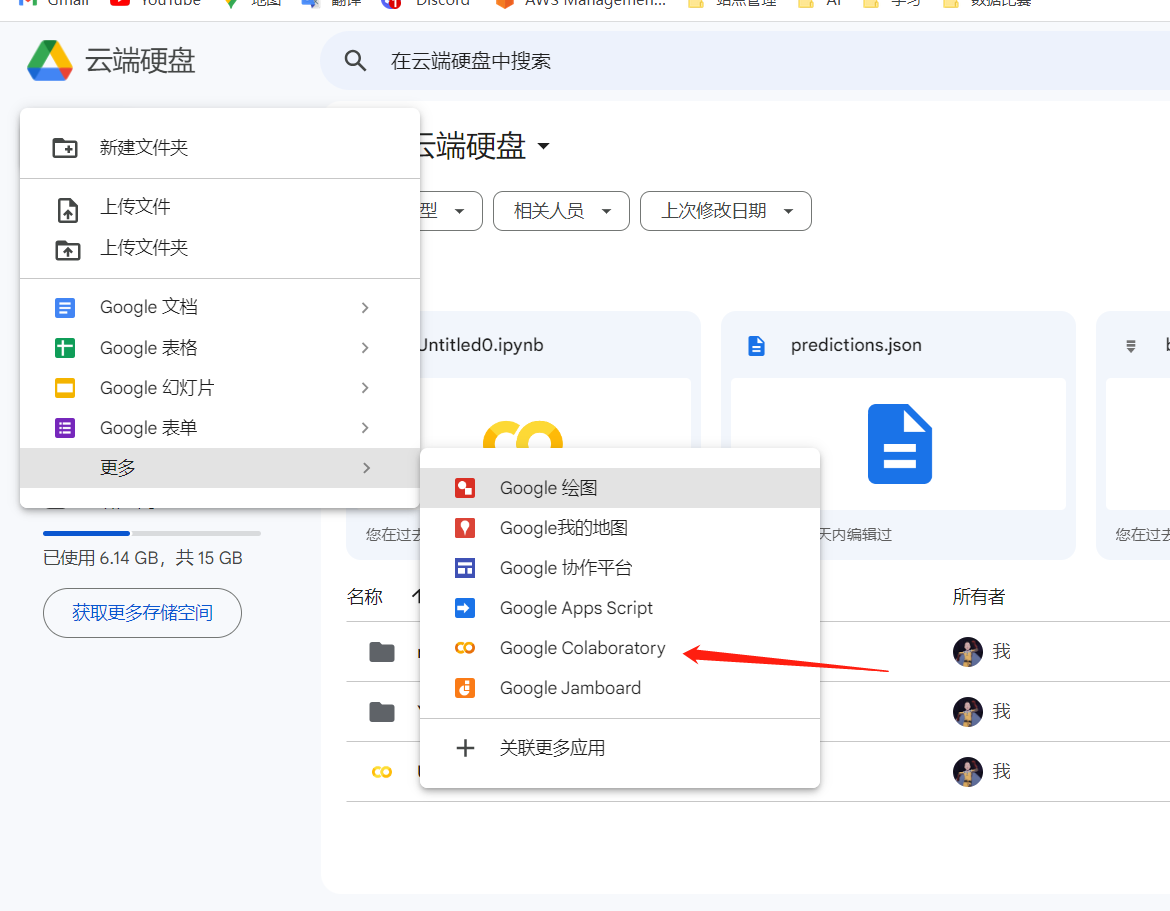 Gmail YouTube 地图 翻译 Discord AWS Managemen... 站点管理 AI 学习 数据比赛
云端硬盘
在云端硬盘中搜索
新建文件夹
云端硬盘
上传文件
型 相关人员 上次修改日期
上传文件夹
Google 文档
Google 表格
Untitled0.ipynb predictions.json
Google 幻灯片
Google 表单
更多
Google 绘图
Google我的地图
您在过去 天内编辑过 您在过去
已使用 6.14 GB，共 15 GB
Google 协作平台
名称 所有者
获取更多存储空间
Google Apps Script
Google Colaboratory
我
Google Jamboard
我
关联更多应用
我